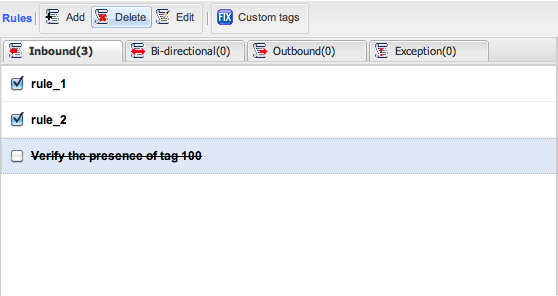 Rules Add Delete Edit FIX Custom tags
Inbound(3) Bi-directional(0) Outbound(0) Exception(0)
rule_1
rule_2
Verify the presence of tag 100